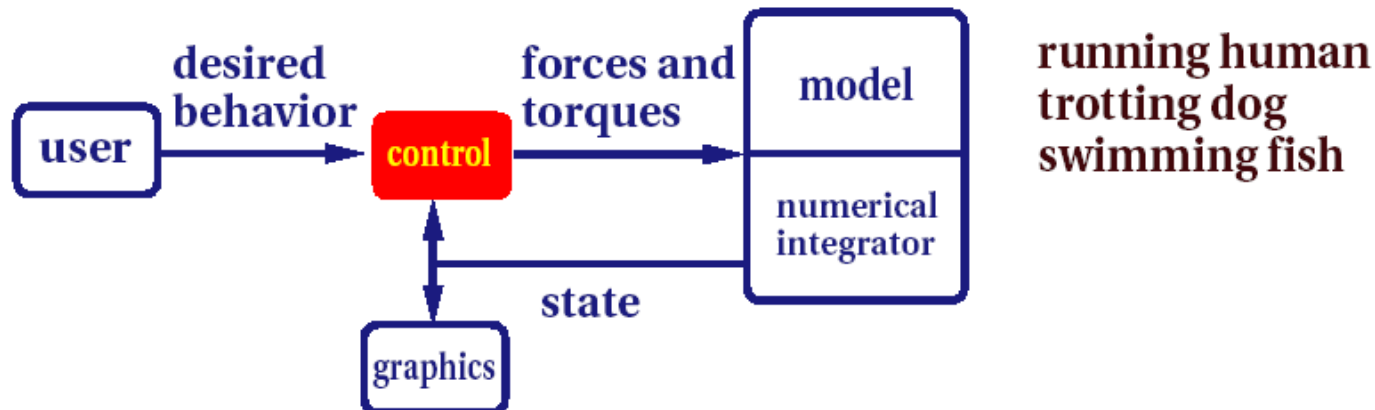 desired
behavior
forces and
torques
user
control
model
numerical
integrator
state
graphics
running human
trotting dog
swimming fish